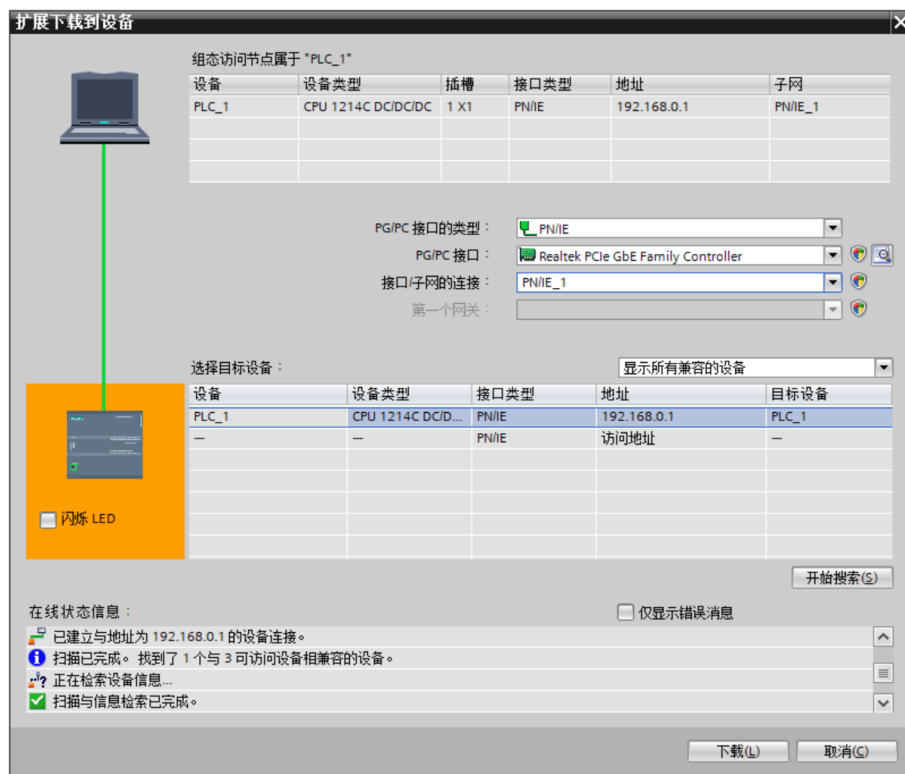 扩展下载到设备
组态访问节点属于 "PLC_1"
设备 设备类型 插槽 接口类型 地址 子网
PLC_1 CPU 1214C DC/DC/DC 1 X1 PN/IE 192.168.0.1 PN/IE_1
PG/PC 接口的类型： PN/IE
PG/PC 接口： Realtek PCIe GbE Family Controller
接口/子网的连接： PN/IE_1
第一个网关：
选择目标设备： 显示所有兼容的设备
设备 设备类型 接口类型 地址 目标设备
PLC_1 CPU 1214C DC/D... PN/IE 192.168.0.1 PLC_1
— — PN/IE 访问地址 —
闪烁 LED
开始搜索(S)
在线状态信息： 仅显示错误消息
已建立与地址为 192.168.0.1 的设备连接。
扫描已完成。 找到了 1 个与 3 可访问设备相兼容的设备。
正在检索设备信息...
扫描与信息检索已完成。
下载(L) 取消(C)